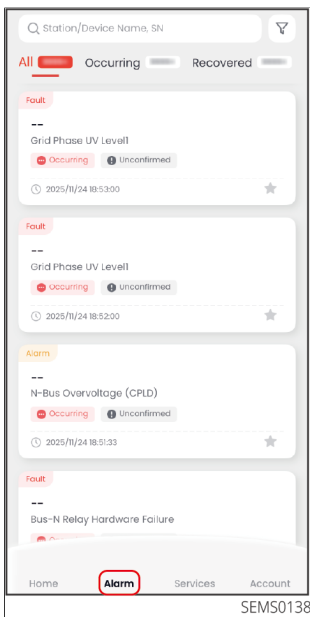 Station/Device Name, SN
All Occurring Recovered
Fault
--
Grid Phase UV Level1
Occurring Unconfirmed
2025/11/24 18:53:00
Fault
--
Grid Phase UV Level1
Occurring Unconfirmed
2025/11/24 18:52:00
Alarm
--
N-Bus Overvoltage (CPLD)
Occurring Unconfirmed
2025/11/24 18:51:33
Fault
--
Bus-N Relay Hardware Failure
Home Alarm Services Account
SEMS0138